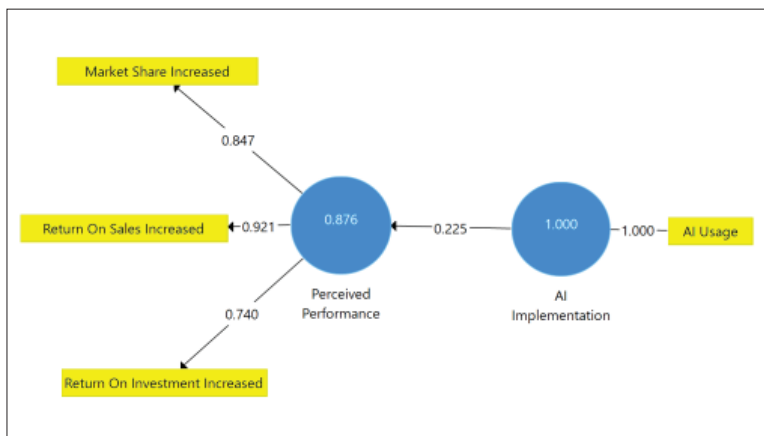 Market Share Increased
0.847
0.876
1.000
Return On Sales Increased
0.921
0.225
1.000
AI Usage
Perceived
Performance
AI
Implementation
0.740
Return On Investment Increased